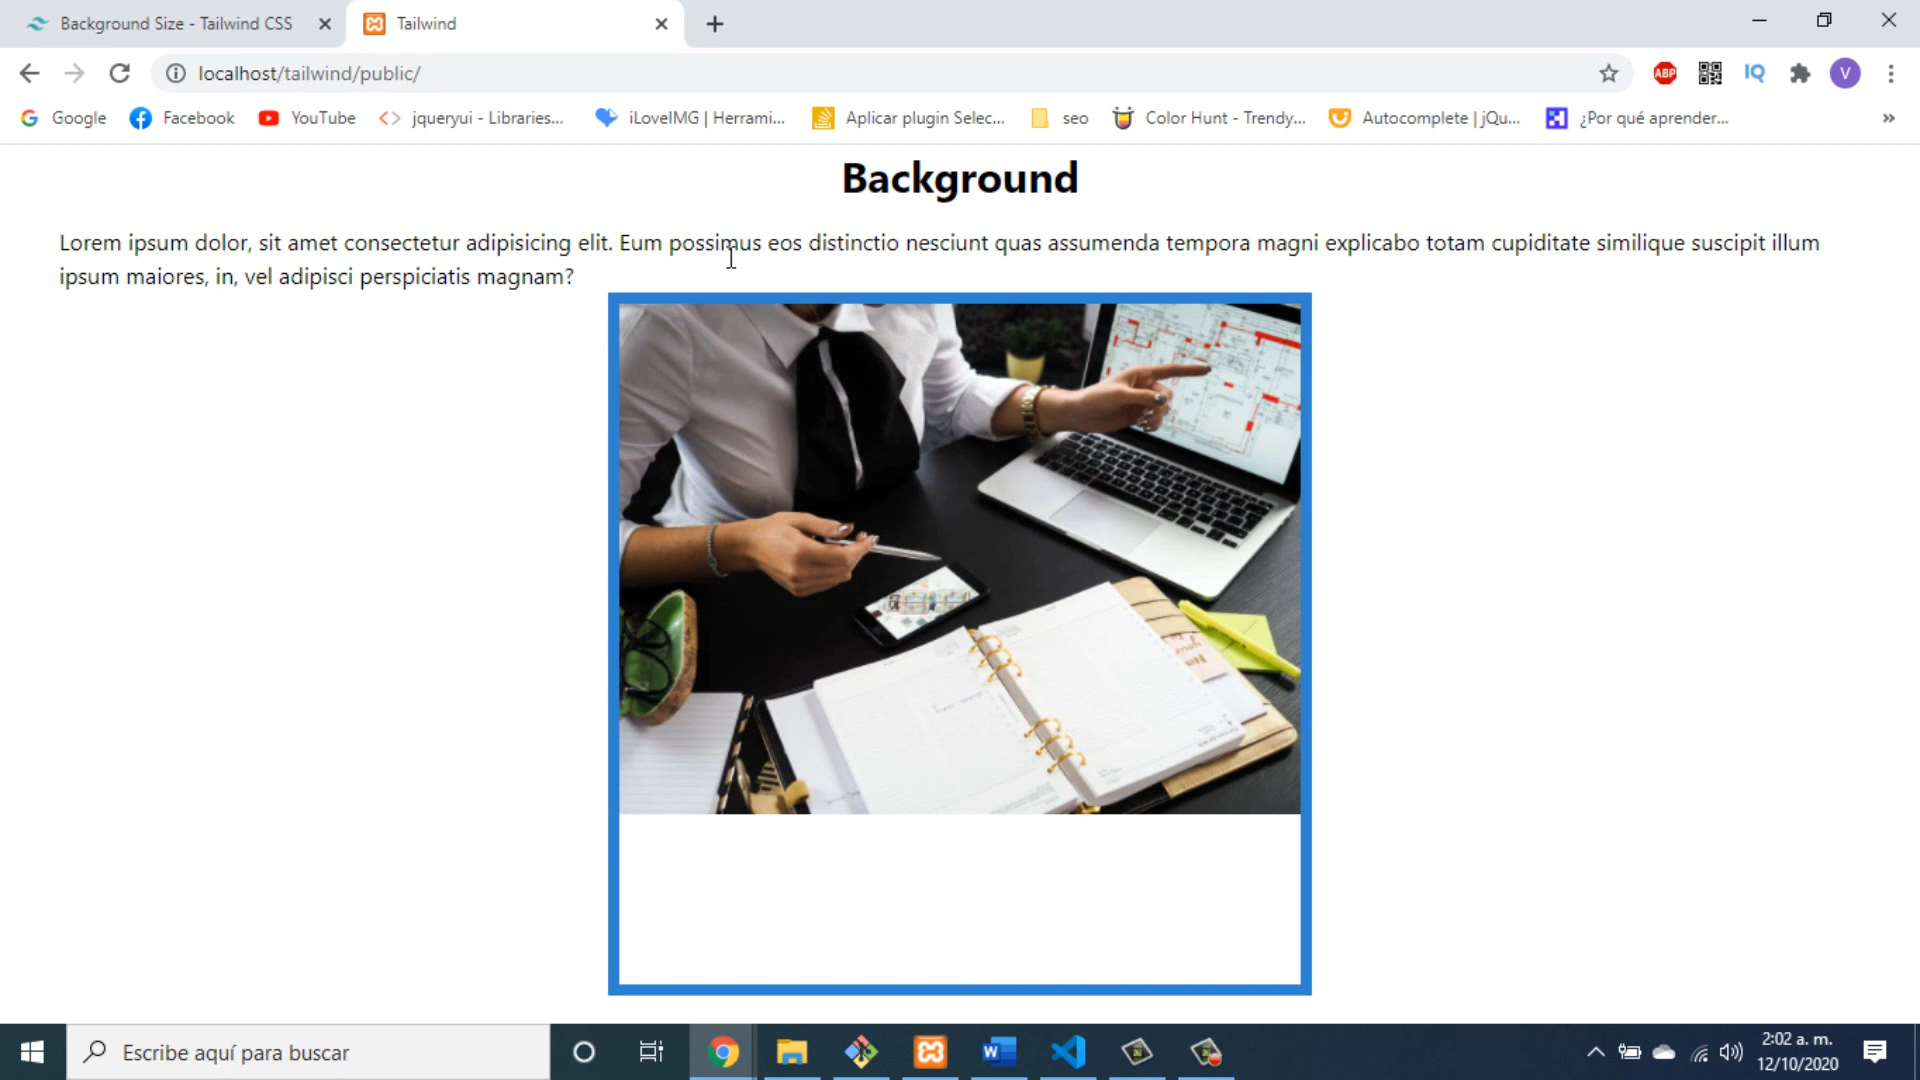 Background Size - Tailwind CSS
Tailwind
localhost/tailwind/public/
ABP
IQ
V
Google
Facebook
YouTube
jqueryui - Libraries...
iLoveIMG | Herrami...
Aplicar plugin Selec...
seo
Color Hunt - Trendy...
Autocomplete | jQu...
¿Por qué aprender...
»
Background
Lorem ipsum dolor, sit amet consectetur adipisicing elit. Eum possimus eos distinctio nesciunt quas assumenda tempora magni explicabo totam cupiditate similique suscipit illum
ipsum maiores, in, vel adipisci perspiciatis magnam?
Escribe aquí para buscar
2:02 a. m.
12/10/2020